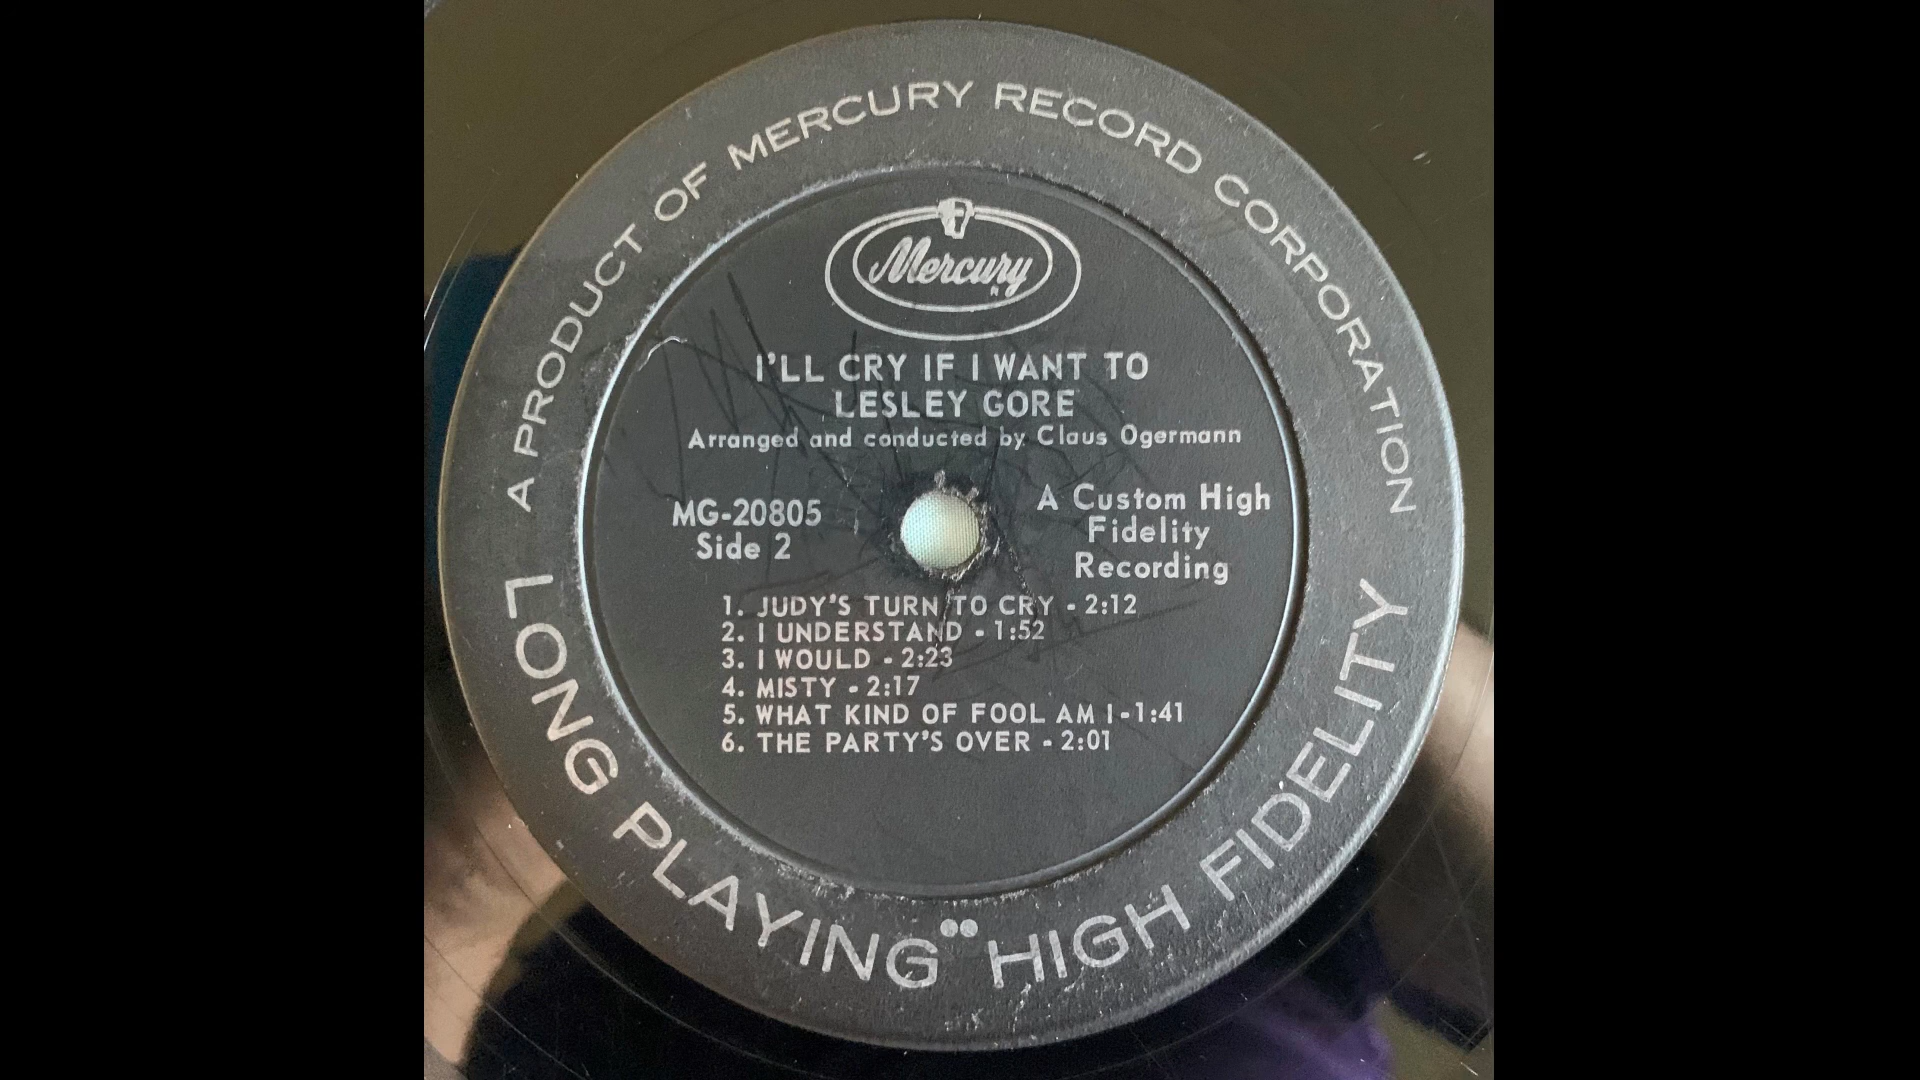 A PRODUCT OF MERCURY RECORD CORPORATION
Mercury
R
I'LL CRY IF I WANT TO
LESLEY GORE
Arranged and conducted by Claus Ogermann
MG-20805
Side 2
A Custom High
Fidelity
Recording
1. JUDY'S TURN TO CRY - 2:12
2. I UNDERSTAND - 1:52
3. I WOULD - 2:23
4. MISTY - 2:17
5. WHAT KIND OF FOOL AM I - 1:41
6. THE PARTY'S OVER - 2:01
LONG PLAYING HIGH FIDELITY